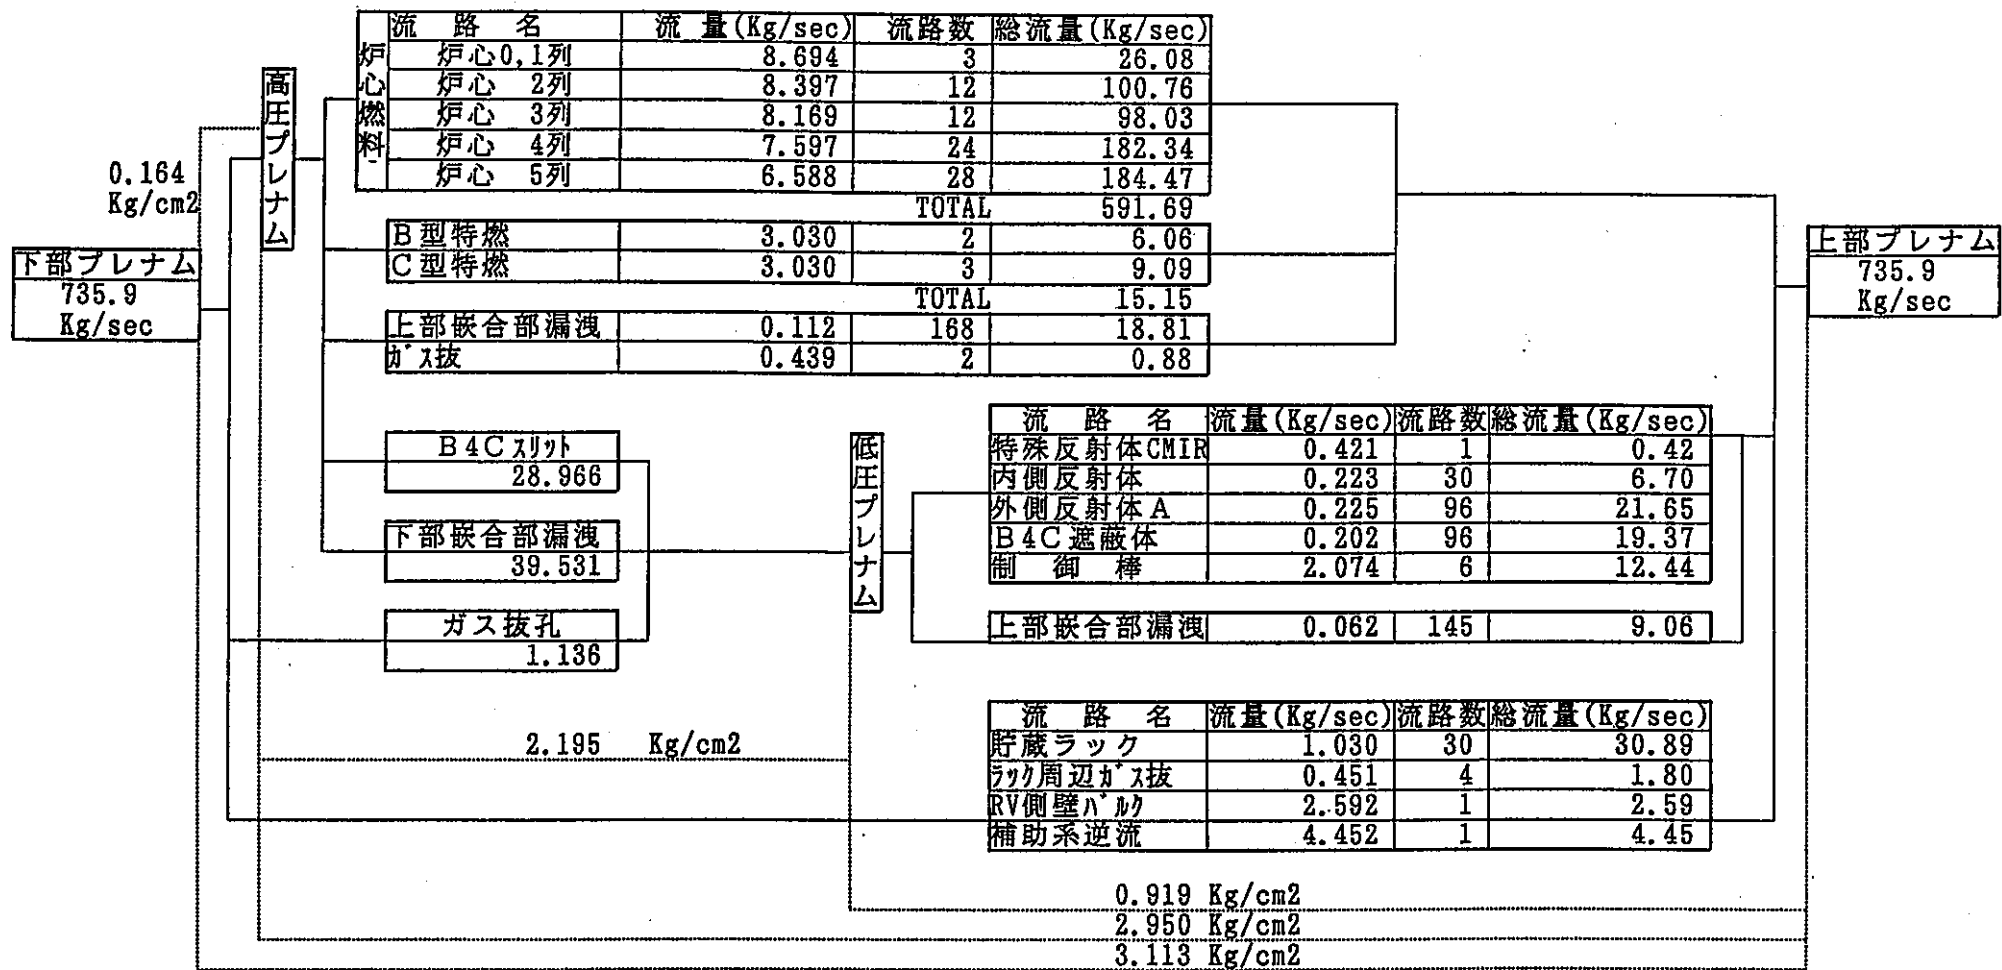 流 路 名 流 量(Kg/sec) 流路数 総流量(Kg/sec)
炉心燃料
炉心0,1列 8.694 3 26.08
炉心 2列 8.397 12 100.76
炉心 3列 8.169 12 98.03
炉心 4列 7.597 24 182.34
炉心 5列 6.588 28 184.47
TOTAL 591.69
高圧プレナム
0.164
Kg/cm2
B型特燃 3.030 2 6.06
C型特燃 3.030 3 9.09
TOTAL 15.15
下部プレナム
735.9
Kg/sec
上部プレナム
735.9
Kg/sec
上部嵌合部漏洩 0.112 168 18.81
ガス抜 0.439 2 0.88
B4Cスリット
28.966
下部嵌合部漏洩
39.531
ガス抜孔
1.136
低圧プレナム
流 路 名 流量(Kg/sec) 流路数 総流量(Kg/sec)
特殊反射体CMIR 0.421 1 0.42
内側反射体 0.223 30 6.70
外側反射体A 0.225 96 21.65
B4C遮蔽体 0.202 96 19.37
制 御 棒 2.074 6 12.44
上部嵌合部漏洩 0.062 145 9.06
2.195 Kg/cm2
流 路 名 流量(Kg/sec) 流路数 総流量(Kg/sec)
貯蔵ラック 1.030 30 30.89
ラック周辺ガス抜 0.451 4 1.80
RV側壁バルク 2.592 1 2.59
補助系逆流 4.452 1 4.45
0.919 Kg/cm2
2.950 Kg/cm2
3.113 Kg/cm2